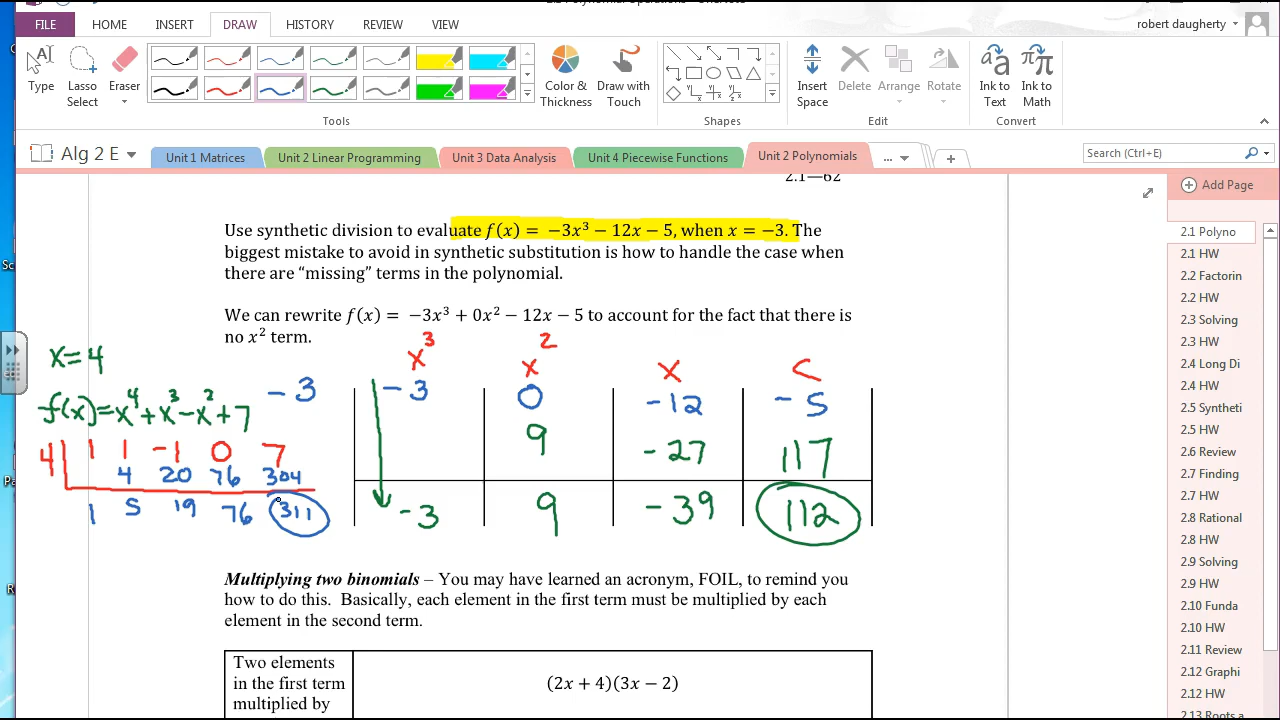 robert daugherty
FILE HOME INSERT DRAW HISTORY REVIEW VIEW
Type
Lasso Select
Eraser
Color & Thickness
Draw with Touch
Insert Space
Delete
Arrange
Rotate
Ink to Text
Ink to Math
Tools
Shapes
Edit
Convert
Alg 2 E
Unit 1 Matrices
Unit 2 Linear Programming
Unit 3 Data Analysis
Unit 4 Piecewise Functions
Unit 2 Polynomials
...
Search (Ctrl+E)
2.1—62
Use synthetic division to evaluate f(x) = −3x³ − 12x − 5, when x = −3. The
biggest mistake to avoid in synthetic substitution is how to handle the case when
there are “missing” terms in the polynomial.
We can rewrite f(x) = −3x³ + 0x² − 12x − 5 to account for the fact that there is
no x² term.
x=4
f(x)=x⁴+x³−x²+7
4| 1 1 -1 0 7
4 20 76 304
1 5 19 76 311
x³ x² x c
-3 -3 0 -12 -5
9 -27 117
-3 9 -39 112
Multiplying two binomials – You may have learned an acronym, FOIL, to remind you
how to do this. Basically, each element in the first term must be multiplied by each
element in the second term.
Two elements
in the first term
multiplied by
(2x + 4)(3x − 2)
Add Page
2.1 Polyno
2.1 HW
2.2 Factorin
2.2 HW
2.3 Solving
2.3 HW
2.4 Long Di
2.4 HW
2.5 Syntheti
2.5 HW
2.6 Review
2.7 Finding
2.7 HW
2.8 Rational
2.8 HW
2.9 Solving
2.9 HW
2.10 Funda
2.10 HW
2.11 Review
2.12 Graphi
2.12 HW
2.13 Roots a